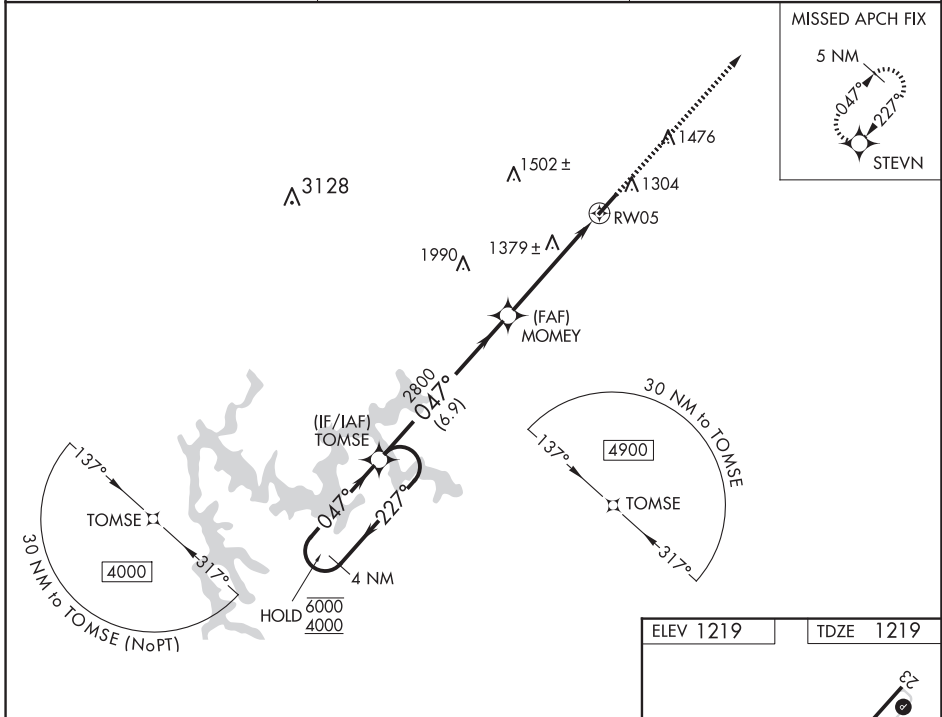 MISSED APCH FIX
5 NM
047°
227°
STEVN
1476
1502 ±
3128
1304
RW05
1379 ±
1990
(FAF)
MOMEY
2800
047°
(6.9)
(IF/IAF)
TOMSE
30 NM to TOMSE
137°
4900
TOMSE
317°
137°
TOMSE
317°
4000
30 NM to TOMSE (NoPT)
047°
227°
4 NM
HOLD
6000
4000
ELEV 1219
TDZE 1219
23
P